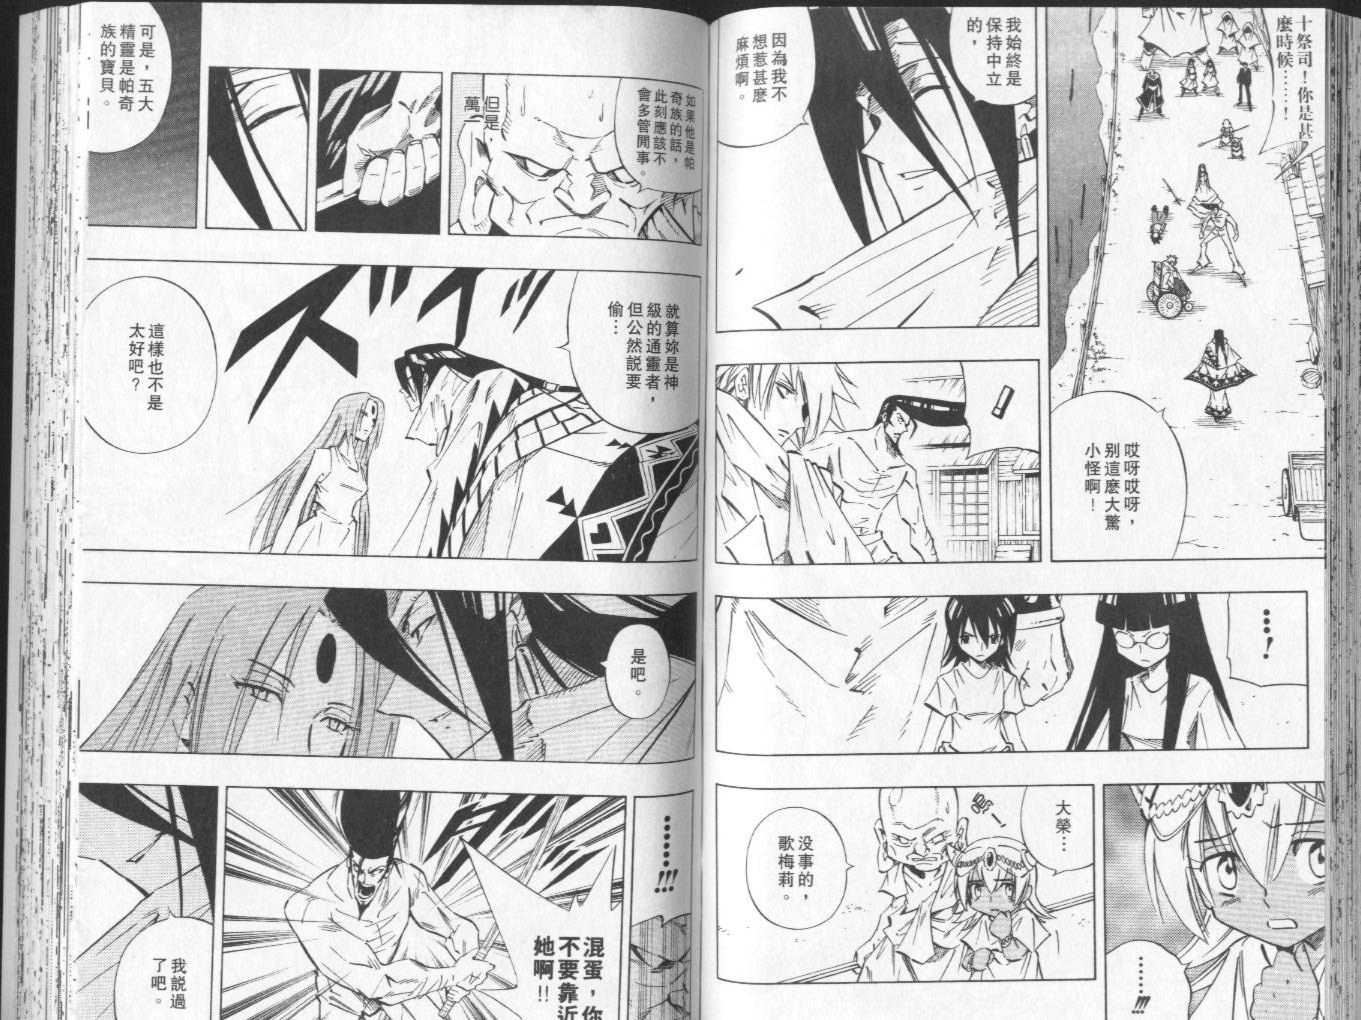 十祭司！你是甚
麼時候……！
哎呀哎呀，
別這麼大驚
小怪啊！
我始終是
保持中立
的，
因為我不
想惹甚麼
麻煩啊。
！
…！
……!!!
大榮…
沒事的，
歌梅莉。
如果他是帕
奇族的話，
此刻應該不
會多管閒事。
但是，
萬一
可是，五大
精靈是帕奇
族的寶貝。
就算妳是神
級的通靈者，
但公然説要
偷…
這樣也不是
太好吧？
是吧。
……!!!
混蛋，你
不要靠近
她啊!!
我説過
了吧。